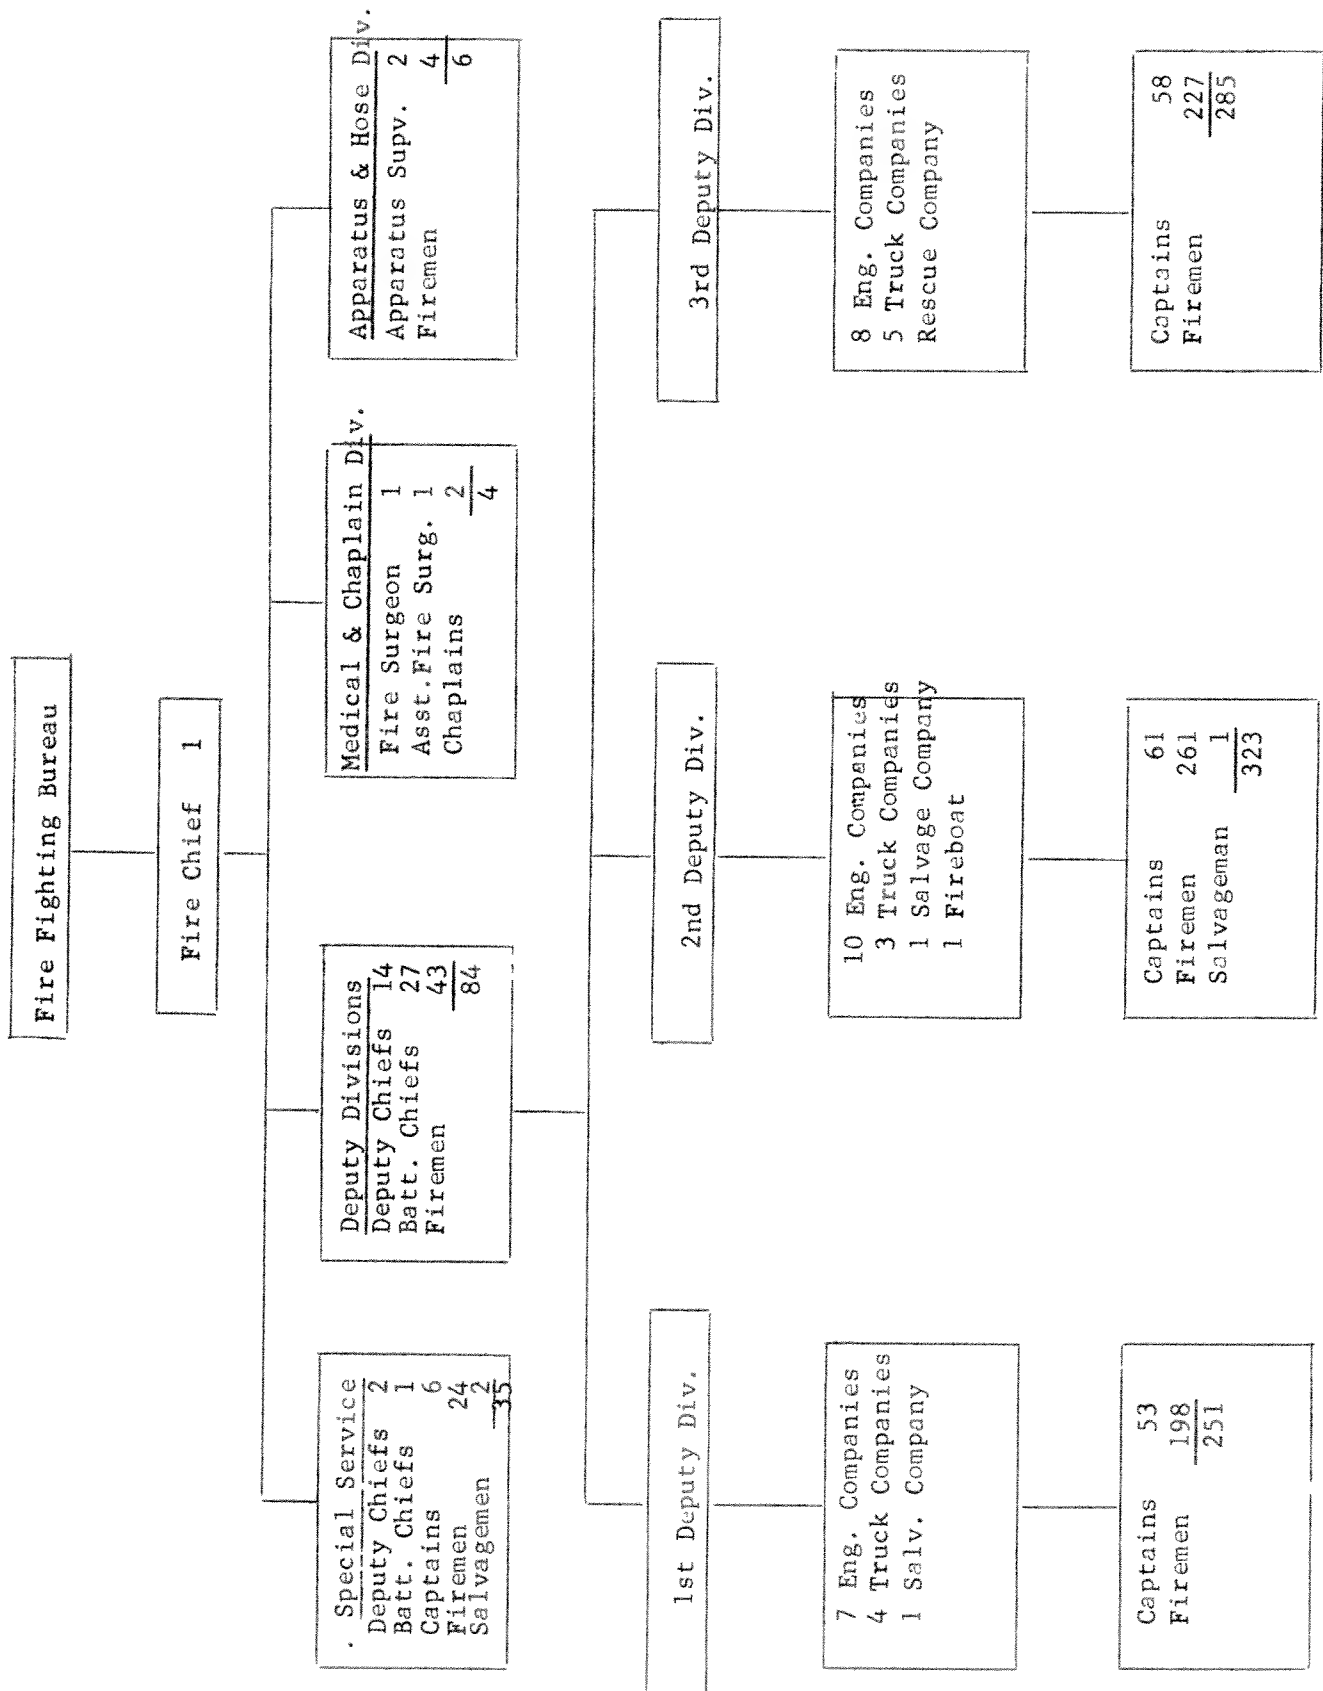 Fire Fighting Bureau
Fire Chief 1
. Special Service
Deputy Chiefs 2
Batt. Chiefs 1
Captains 6
Firemen 24
Salvagemen 2
35
Deputy Divisions
Deputy Chiefs 14
Batt. Chiefs 27
Firemen 43
84
Medical & Chaplain Div.
Fire Surgeon 1
Asst.Fire Surg. 1
Chaplains 2
4
Apparatus & Hose Div.
Apparatus Supv. 2
Firemen 4
6
1st Deputy Div.
7 Eng. Companies
4 Truck Companies
1 Salv. Company
Captains 53
Firemen 198
251
2nd Deputy Div.
10 Eng. Companies
3 Truck Companies
1 Salvage Company
1 Fireboat
Captains 61
Firemen 261
Salvageman 1
323
3rd Deputy Div.
8 Eng. Companies
5 Truck Companies
Rescue Company
Captains 58
Firemen 227
285